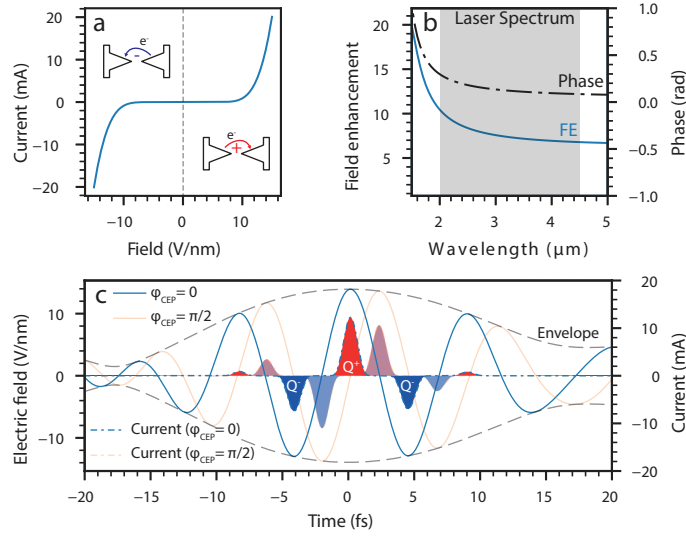 a
e-
-
e-
+
Current (mA)
20
10
0
−10
−20
−10
0
10
Field (V/nm)
b
Laser Spectrum
Phase
FE
Field enhancement
20
15
10
5
1.0
0.5
0.0
−0.5
−1.0
Phase (rad)
2
3
4
5
Wavelength (μm)
c
φCEP = 0
φCEP = π/2
Envelope
Q-
Q+
Q-
Current (φCEP = 0)
Current (φCEP = π/2)
Electric field (V/nm)
10
0
−10
20
10
0
−10
−20
Current (mA)
−20
−15
−10
−5
0
5
10
15
20
Time (fs)